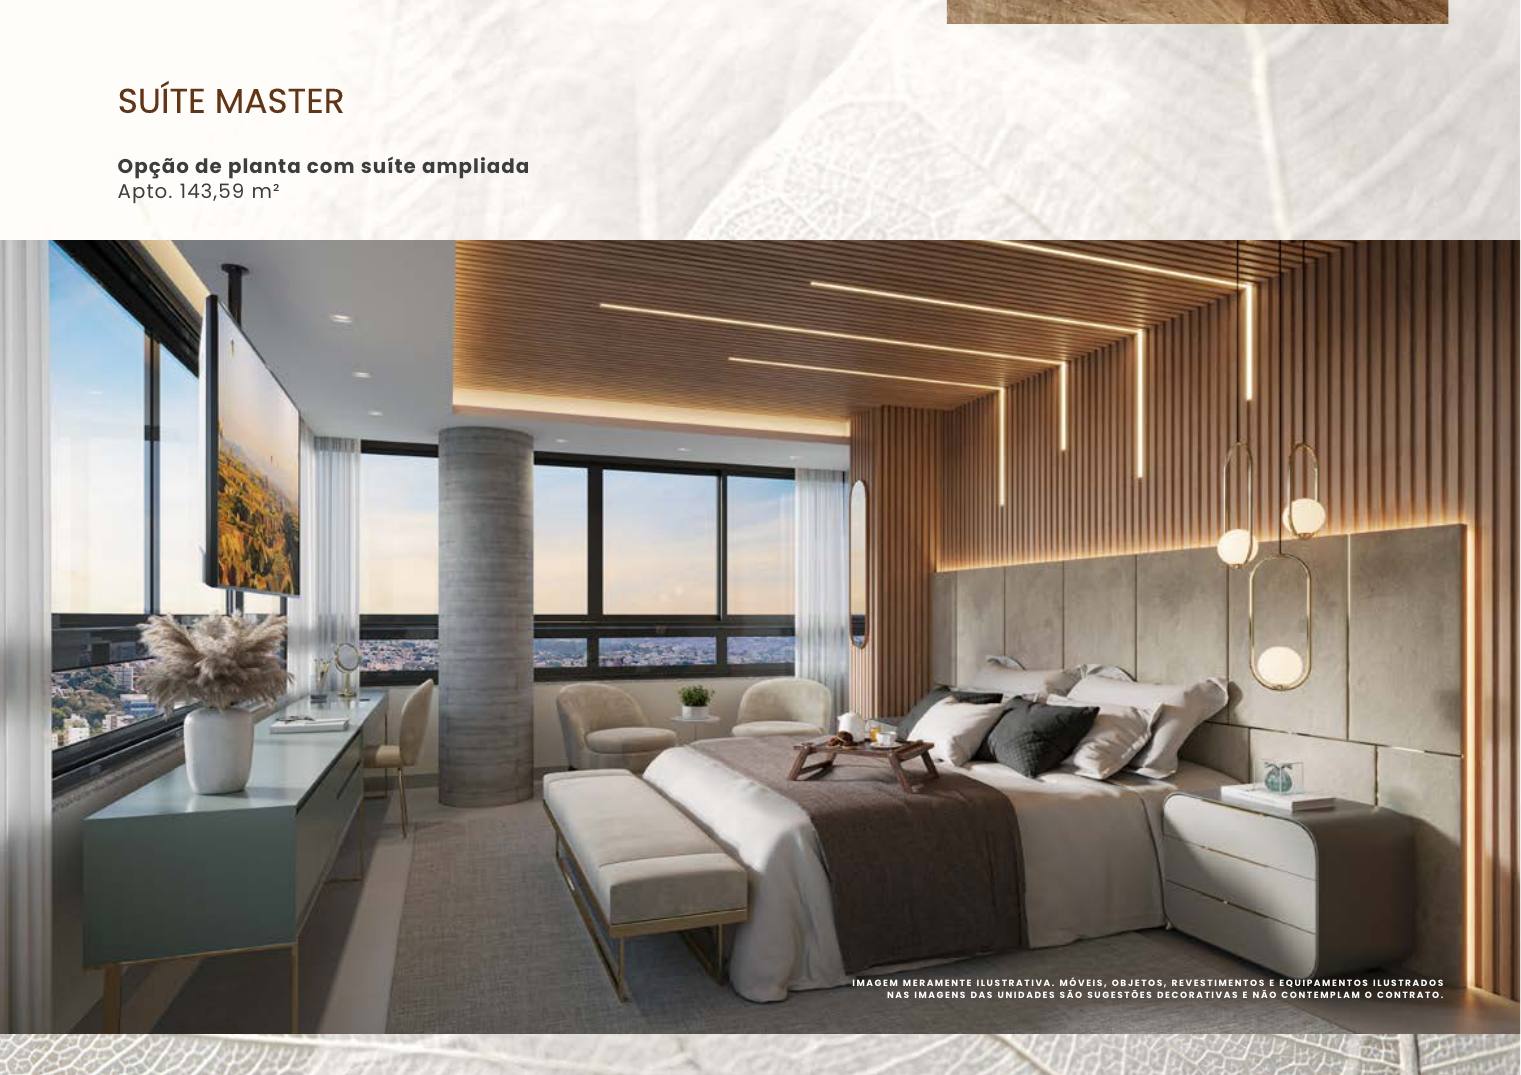 SUÍTE MASTER
Opção de planta com suíte ampliada
Apto. 143,59 m²
IMAGEM MERAMENTE ILUSTRATIVA. MÓVEIS, OBJETOS, REVESTIMENTOS E EQUIPAMENTOS ILUSTRADOS
NAS IMAGENS DAS UNIDADES SÃO SUGESTÕES DECORATIVAS E NÃO CONTEMPLAM O CONTRATO.